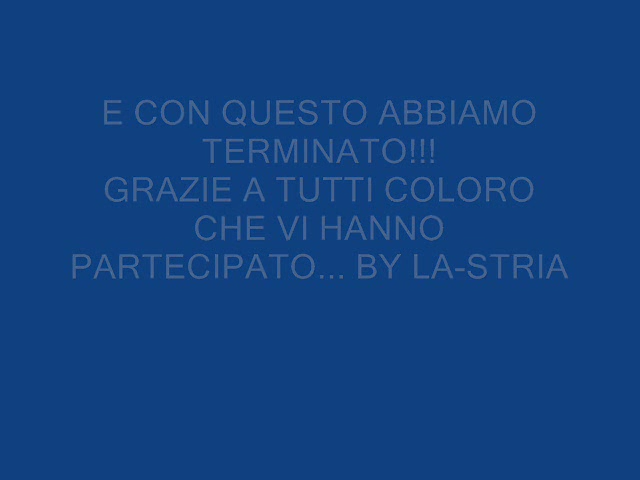 E CON QUESTO ABBIAMO
TERMINATO!!!
GRAZIE A TUTTI COLORO
CHE VI HANNO
PARTECIPATO... BY LA-STRIA